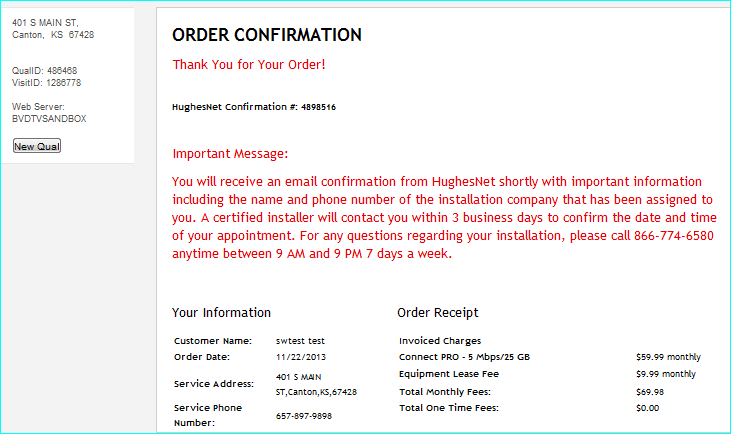 401 S MAIN ST,
Canton, KS 67428
QualID: 486468
VisitID: 1286778
Web Server:
BVDTVSANDBOX
New Qual
ORDER CONFIRMATION
Thank You for Your Order!
HughesNet Confirmation #: 4898516
Important Message:
You will receive an email confirmation from HughesNet shortly with important information
including the name and phone number of the installation company that has been assigned to
you. A certified installer will contact you within 3 business days to confirm the date and time
of your appointment. For any questions regarding your installation, please call 866-774-6580
anytime between 9 AM and 9 PM 7 days a week.
Your Information
Customer Name: swtest test
Order Date: 11/22/2013
Service Address: 401 S MAIN
ST,Canton,KS,67428
Service Phone
Number: 657-897-9898
Order Receipt
Invoiced Charges
Connect PRO - 5 Mbps/25 GB $59.99 monthly
Equipment Lease Fee $9.99 monthly
Total Monthly Fees: $69.98
Total One Time Fees: $0.00